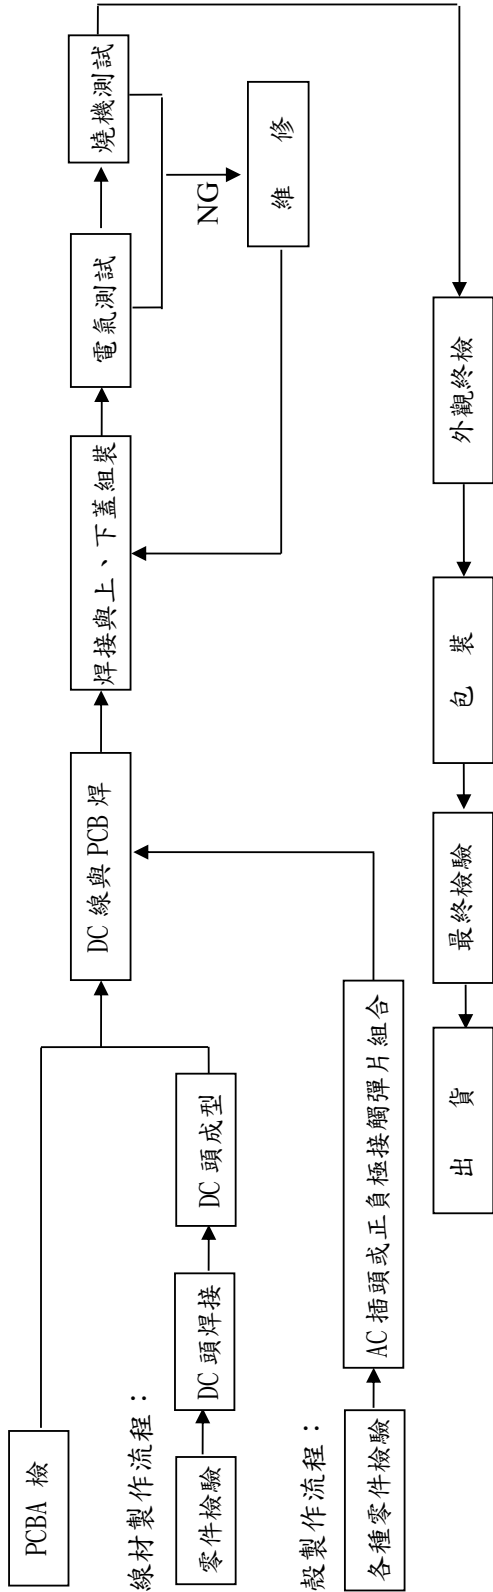 PCBA 檢
線材製作流程：
零件檢驗
DC 頭焊接
DC 頭成型
殼製作流程：
各種零件檢驗
AC 插頭或正負極接觸彈片組合
DC 線與 PCB 焊
焊接與上、下蓋組裝
電氣測試
燒機測試
NG
維 修
外觀終檢
包 裝
最終檢驗
出 貨